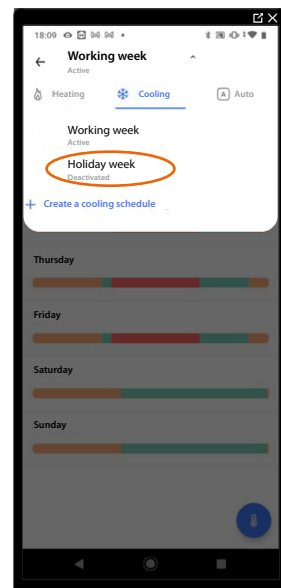 18:09
Working week
Active
Heating
Cooling
A Auto
Working week
Active
Holiday week
Deactivated
+ Create a cooling schedule
Thursday
Friday
Saturday
Sunday